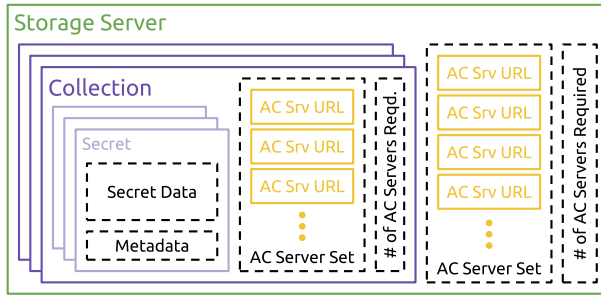 Storage Server
Collection
Secret
Secret Data
Metadata
AC Srv URL
AC Srv URL
AC Srv URL
AC Server Set
# of AC Servers Reqd.
AC Srv URL
AC Srv URL
AC Srv URL
AC Srv URL
AC Server Set
# of AC Servers Required